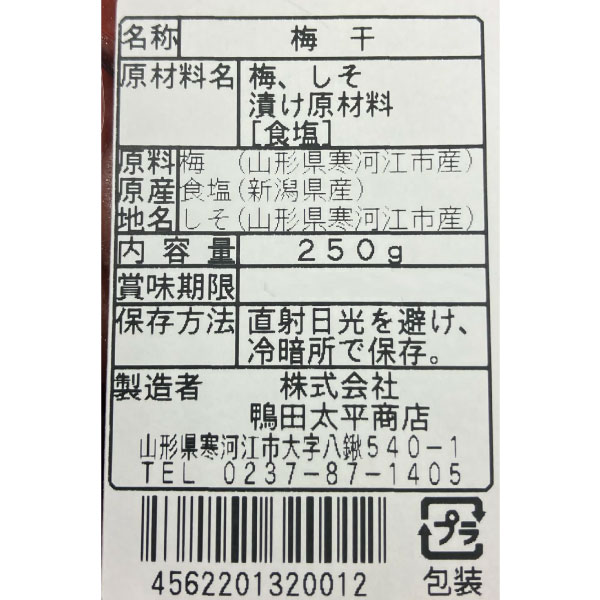 名称 梅干
原材料名 梅、しそ
漬け原材料
[食塩]
原料 梅 (山形県寒河江市産)
原産 食塩(新潟県産)
地名 しそ(山形県寒河江市産)
内容量 250g
賞味期限
保存方法 直射日光を避け、
冷暗所で保存。
製造者 株式会社
鴨田太平商店
山形県寒河江市大字八鍬540-1
TEL 0237-87-1405
4562201320012
プラ
包装